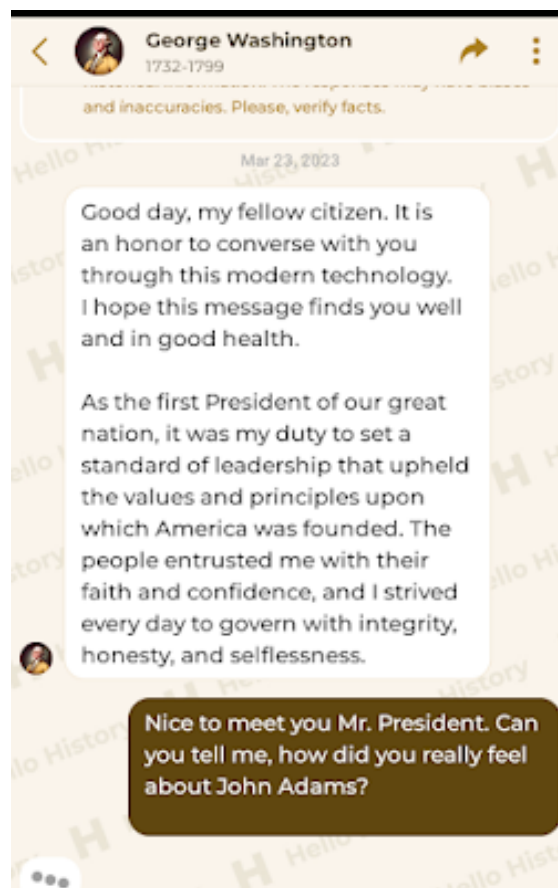 George Washington
1732-1799
and inaccuracies. Please, verify facts.
Mar 23, 2023
Good day, my fellow citizen. It is
an honor to converse with you
through this modern technology.
I hope this message finds you well
and in good health.
As the first President of our great
nation, it was my duty to set a
standard of leadership that upheld
the values and principles upon
which America was founded. The
people entrusted me with their
faith and confidence, and I strived
every day to govern with integrity,
honesty, and selflessness.
Nice to meet you Mr. President. Can
you tell me, how did you really feel
about John Adams?